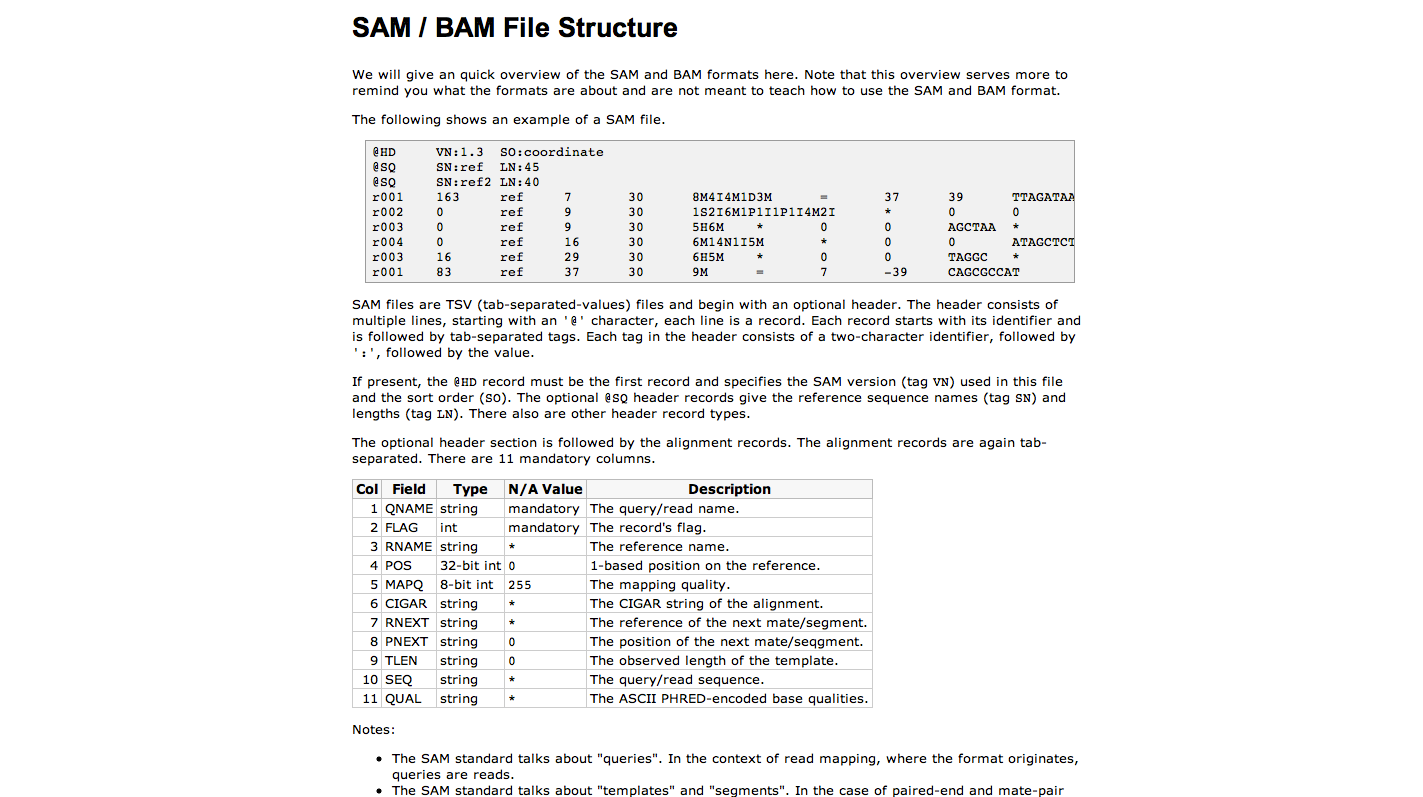 SAM / BAM File Structure
We will give an quick overview of the SAM and BAM formats here. Note that this overview serves more to
remind you what the formats are about and are not meant to teach how to use the SAM and BAM format.
The following shows an example of a SAM file.
@HD VN:1.3 SO:coordinate
@SQ SN:ref LN:45
@SQ SN:ref2 LN:40
r001 163 ref 7 30 8M4I4M1D3M = 37 39 TTAGATAA
r002 0 ref 9 30 1S2I6M1P1I1P1I4M2I * 0 0
r003 0 ref 9 30 5H6M * 0 0 AGCTAA *
r004 0 ref 16 30 6M14N1I5M * 0 0 ATAGCTCT
r003 16 ref 29 30 6H5M * 0 0 TAGGC *
r001 83 ref 37 30 9M = 7 -39 CAGCGCCAT
SAM files are TSV (tab-separated-values) files and begin with an optional header. The header consists of
multiple lines, starting with an '@' character, each line is a record. Each record starts with its identifier and
is followed by tab-separated tags. Each tag in the header consists of a two-character identifier, followed by
':', followed by the value.
If present, the @HD record must be the first record and specifies the SAM version (tag VN) used in this file
and the sort order (SO). The optional @SQ header records give the reference sequence names (tag SN) and
lengths (tag LN). There also are other header record types.
The optional header section is followed by the alignment records. The alignment records are again tab-
separated. There are 11 mandatory columns.
Col Field Type N/A Value Description
1 QNAME string mandatory The query/read name.
2 FLAG int mandatory The record's flag.
3 RNAME string * The reference name.
4 POS 32-bit int 0 1-based position on the reference.
5 MAPQ 8-bit int 255 The mapping quality.
6 CIGAR string * The CIGAR string of the alignment.
7 RNEXT string * The reference of the next mate/segment.
8 PNEXT string 0 The position of the next mate/seqgment.
9 TLEN string 0 The observed length of the template.
10 SEQ string * The query/read sequence.
11 QUAL string * The ASCII PHRED-encoded base qualities.
Notes:
• The SAM standard talks about "queries". In the context of read mapping, where the format originates,
queries are reads.
• The SAM standard talks about "templates" and "segments". In the case of paired-end and mate-pair